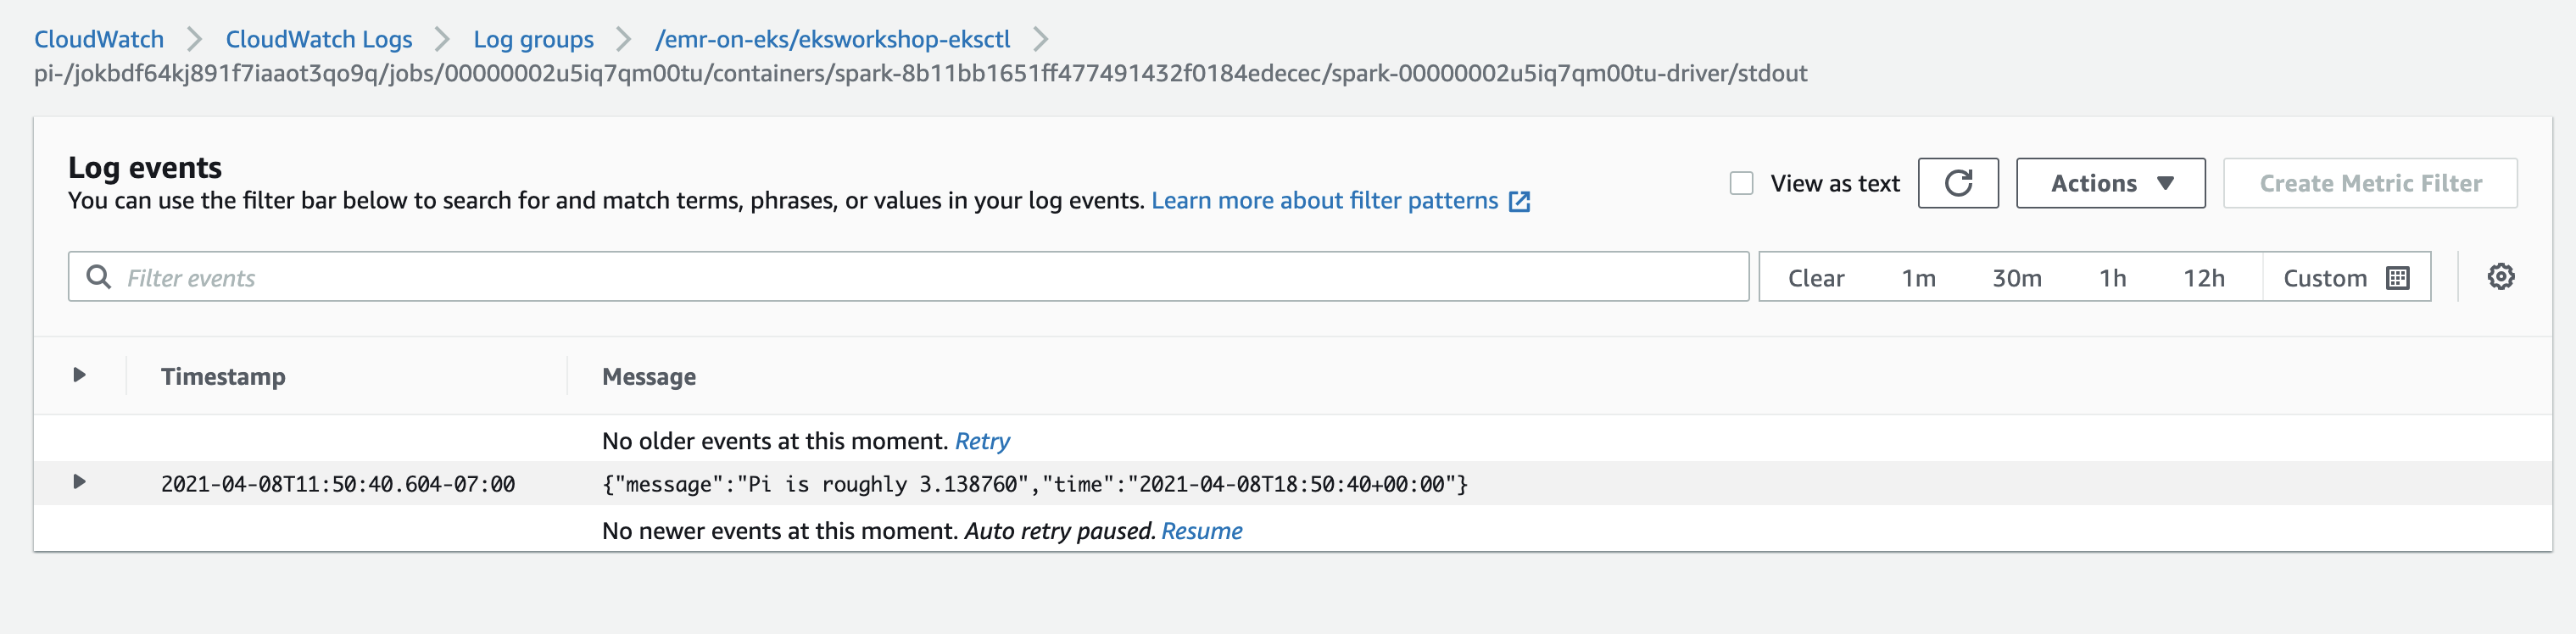 CloudWatch CloudWatch Logs Log groups /emr-on-eks/eksworkshop-eksctl
pi-/jokbdf64kj891f7iaaot3qo9q/jobs/00000002u5iq7qm00tu/containers/spark-8b11bb1651ff477491432f0184edecec/spark-00000002u5iq7qm00tu-driver/stdout
Log events
You can use the filter bar below to search for and match terms, phrases, or values in your log events. Learn more about filter patterns
View as text Actions Create Metric Filter
Filter events Clear 1m 30m 1h 12h Custom
Timestamp Message
No older events at this moment. Retry
2021-04-08T11:50:40.604-07:00 {"message":"Pi is roughly 3.138760","time":"2021-04-08T18:50:40+00:00"}
No newer events at this moment. Auto retry paused. Resume